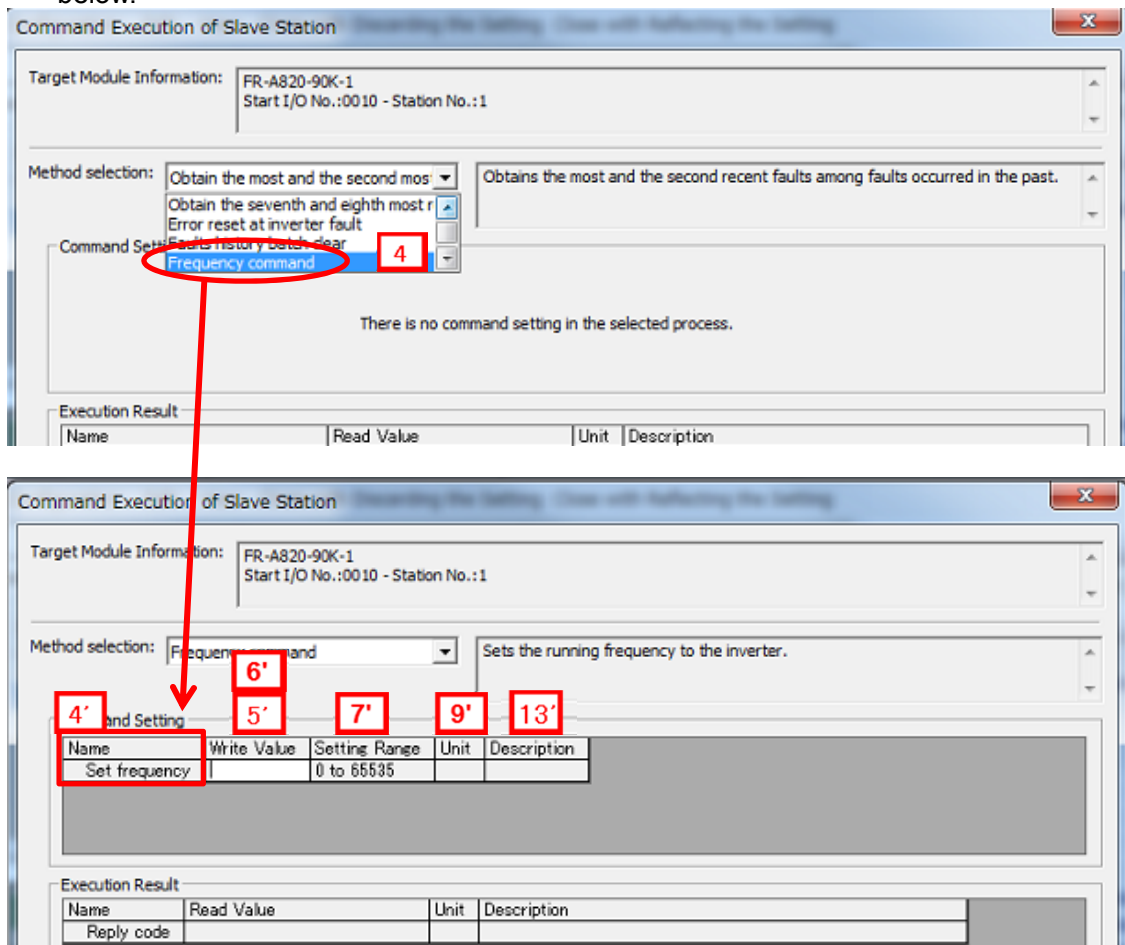 below.
Command Execution of Slave Station
Target Module Information: FR-A820-90K-1
Start I/O No.:0010 - Station No.:1
Method selection: Obtain the most and the second mos Obtains the most and the second recent faults among faults occurred in the past.
Obtain the seventh and eighth most r
Error reset at inverter fault
Command Setti Faults history batch clear 4
Frequency command
There is no command setting in the selected process.
Execution Result
Name Read Value Unit Description
Command Execution of Slave Station
Target Module Information: FR-A820-90K-1
Start I/O No.:0010 - Station No.:1
Method selection: Frequency command Sets the running frequency to the inverter.
6'
4´ and Setting 5´ 7' 9' 13´
Name Write Value Setting Range Unit Description
Set frequency 0 to 65535
Execution Result
Name Read Value Unit Description
Reply code